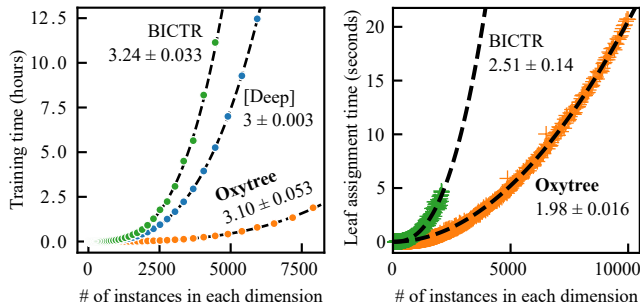 Training time (hours)
12.5
10.0
7.5
5.0
2.5
0.0
BICTR
3.24 ± 0.033
[Deep]
3 ± 0.003
Oxytree
3.10 ± 0.053
0
2500
5000
7500
# of instances in each dimension
Leaf assignment time (seconds)
20
15
10
5
0
BICTR
2.51 ± 0.14
Oxytree
1.98 ± 0.016
0
5000
10000
# of instances in each dimension